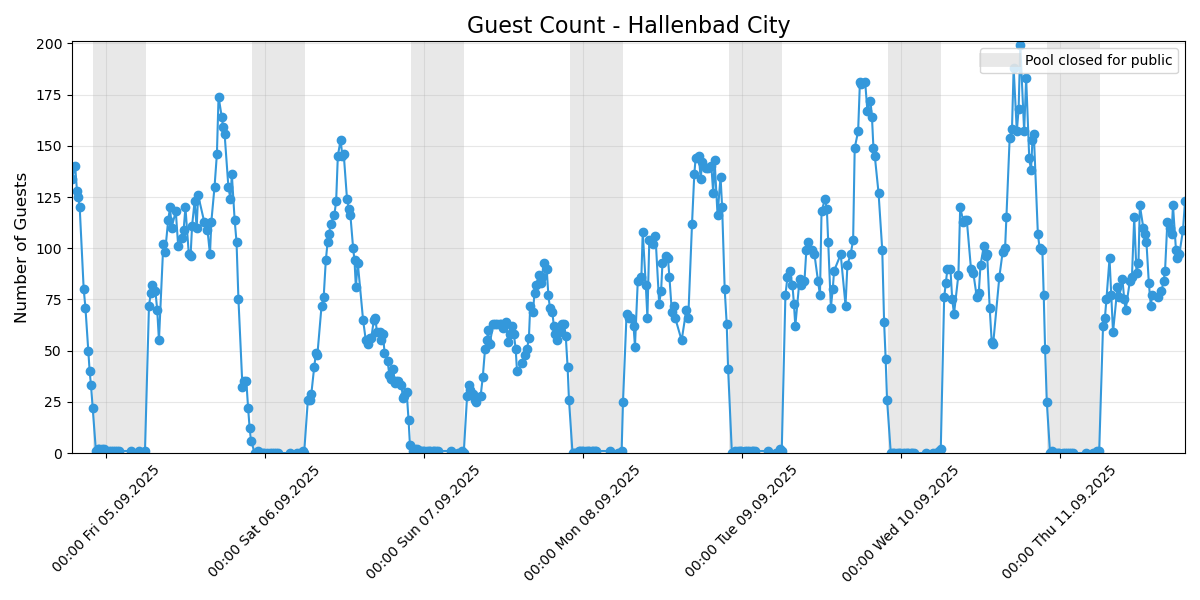 Guest Count - Hallenbad City
Pool closed for public
Number of Guests
200
175
150
125
100
75
50
25
0
00:00 Fri 05.09.2025
00:00 Sat 06.09.2025
00:00 Sun 07.09.2025
00:00 Mon 08.09.2025
00:00 Tue 09.09.2025
00:00 Wed 10.09.2025
00:00 Thu 11.09.2025